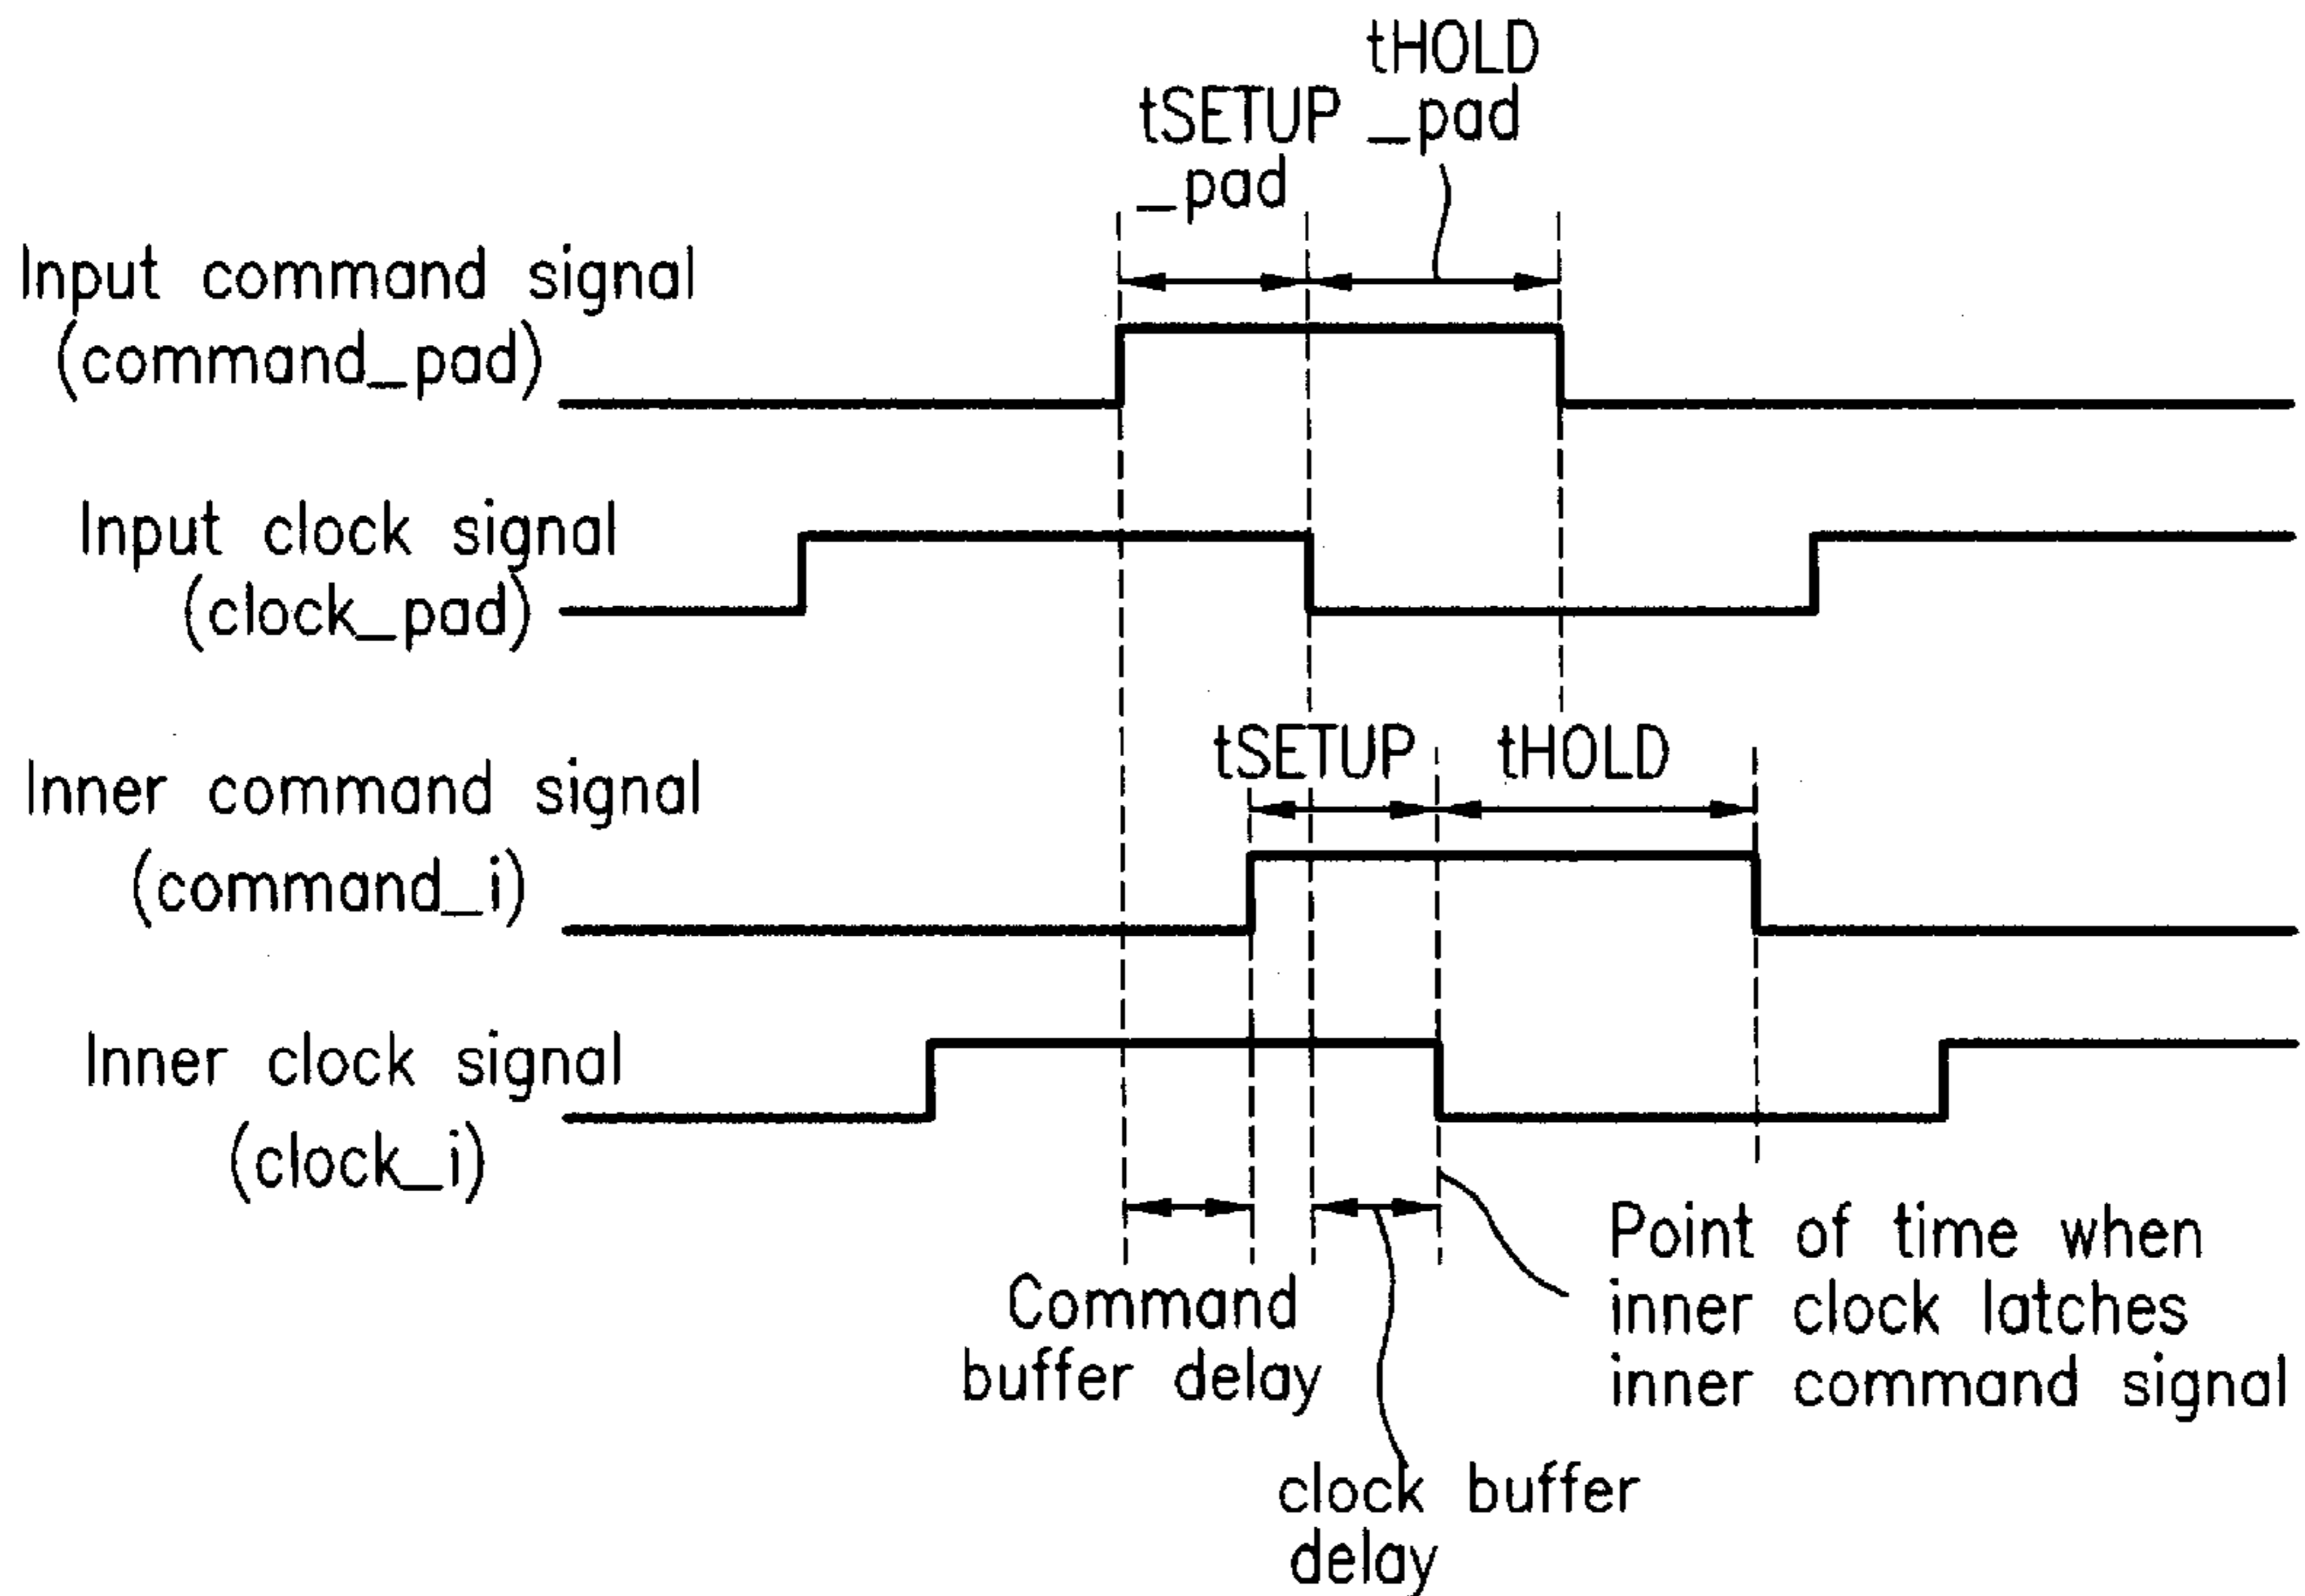 tHOLD
_pad
tSETUP
_pad
Input command signal
(command_pad)
Input clock signal
(clock_pad)
tSETUP
tHOLD
Inner command signal
(command_i)
Inner clock signal
(clock_i)
Command
buffer delay
clock buffer
delay
Point of time when
inner clock latches
inner command signal